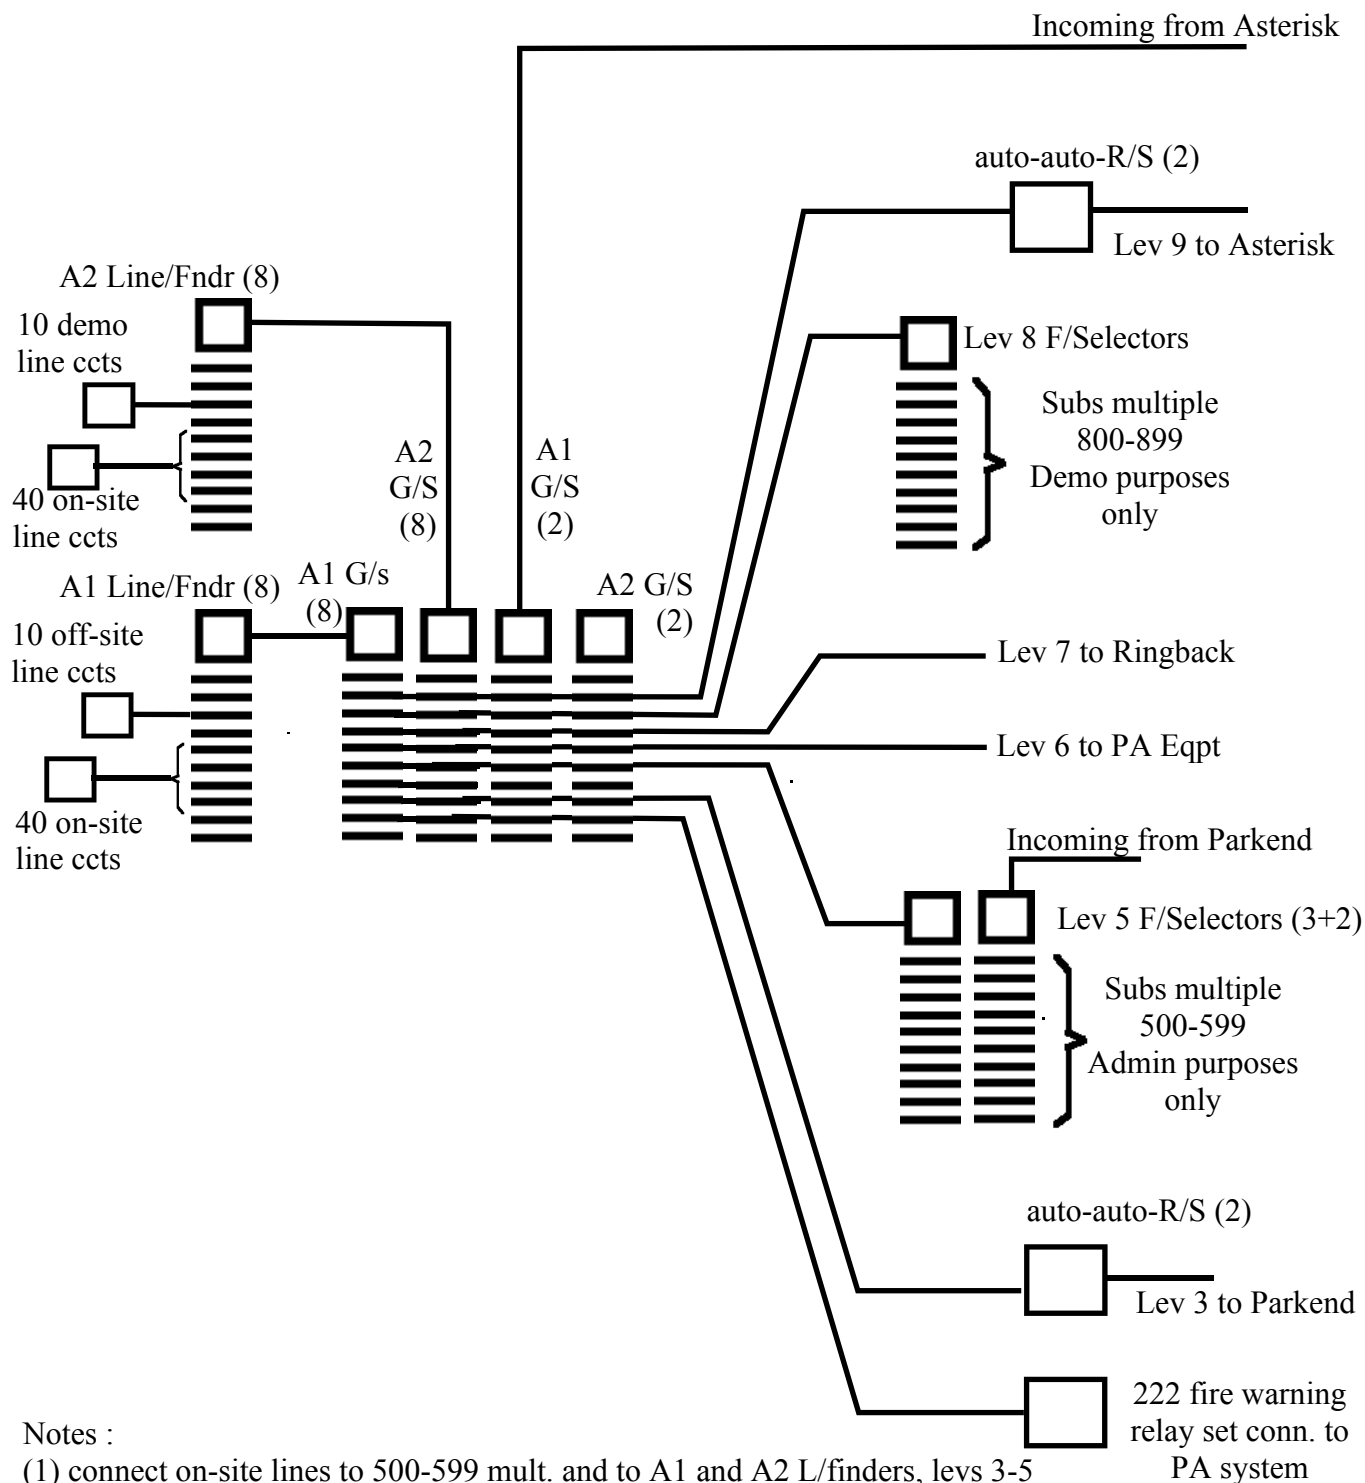 Incoming from Asterisk
auto-auto-R/S (2)
Lev 9 to Asterisk
A2 Line/Fndr (8)
10 demo
line ccts
40 on-site
line ccts
A2
G/S
(8)
A1
G/S
(2)
Lev 8 F/Selectors
Subs multiple
800-899
Demo purposes
only
A1 Line/Fndr (8)
A1 G/s
(8)
A2 G/S
(2)
10 off-site
line ccts
40 on-site
line ccts
Lev 7 to Ringback
Lev 6 to PA Eqpt
Incoming from Parkend
Lev 5 F/Selectors (3+2)
Subs multiple
500-599
Admin purposes
only
auto-auto-R/S (2)
Lev 3 to Parkend
222 fire warning
relay set conn. to
PA system
Notes :
(1) connect on-site lines to 500-599 mult. and to A1 and A2 L/finders, levs 3-5